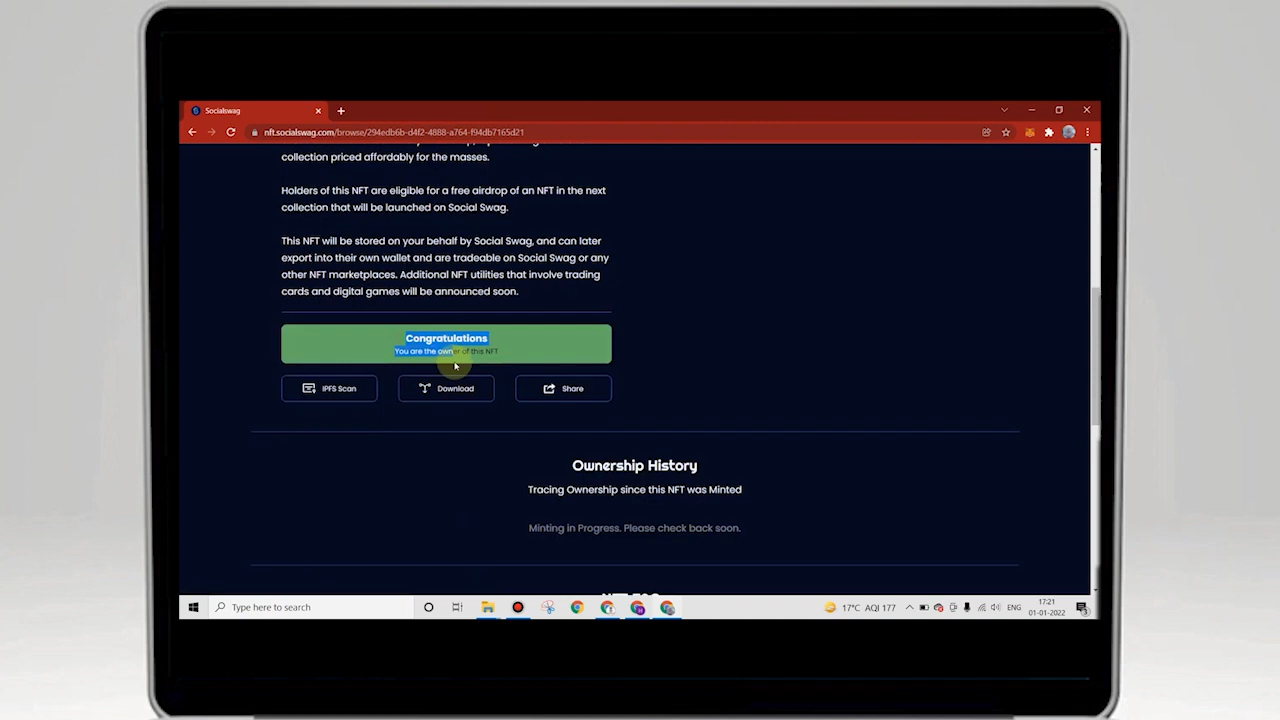 Socialswag
nft.socialswag.com/browse/294edb6b-d4f2-4888-a764-f94db7165d21
collection priced affordably for the masses.
Holders of this NFT are eligible for a free airdrop of an NFT in the next
collection that will be launched on Social Swag.
This NFT will be stored on your behalf by Social Swag, and can later
export into their own wallet and are tradeable on Social Swag or any
other NFT marketplaces. Additional NFT utilities that involve trading
cards and digital games will be announced soon.
Congratulations
You are the owner of this NFT
IPFS Scan
Download
Share
Ownership History
Tracing Ownership since this NFT was Minted
Minting in Progress. Please check back soon.
Type here to search
17°C AQI 177
ENG
17:21
01-01-2022
3